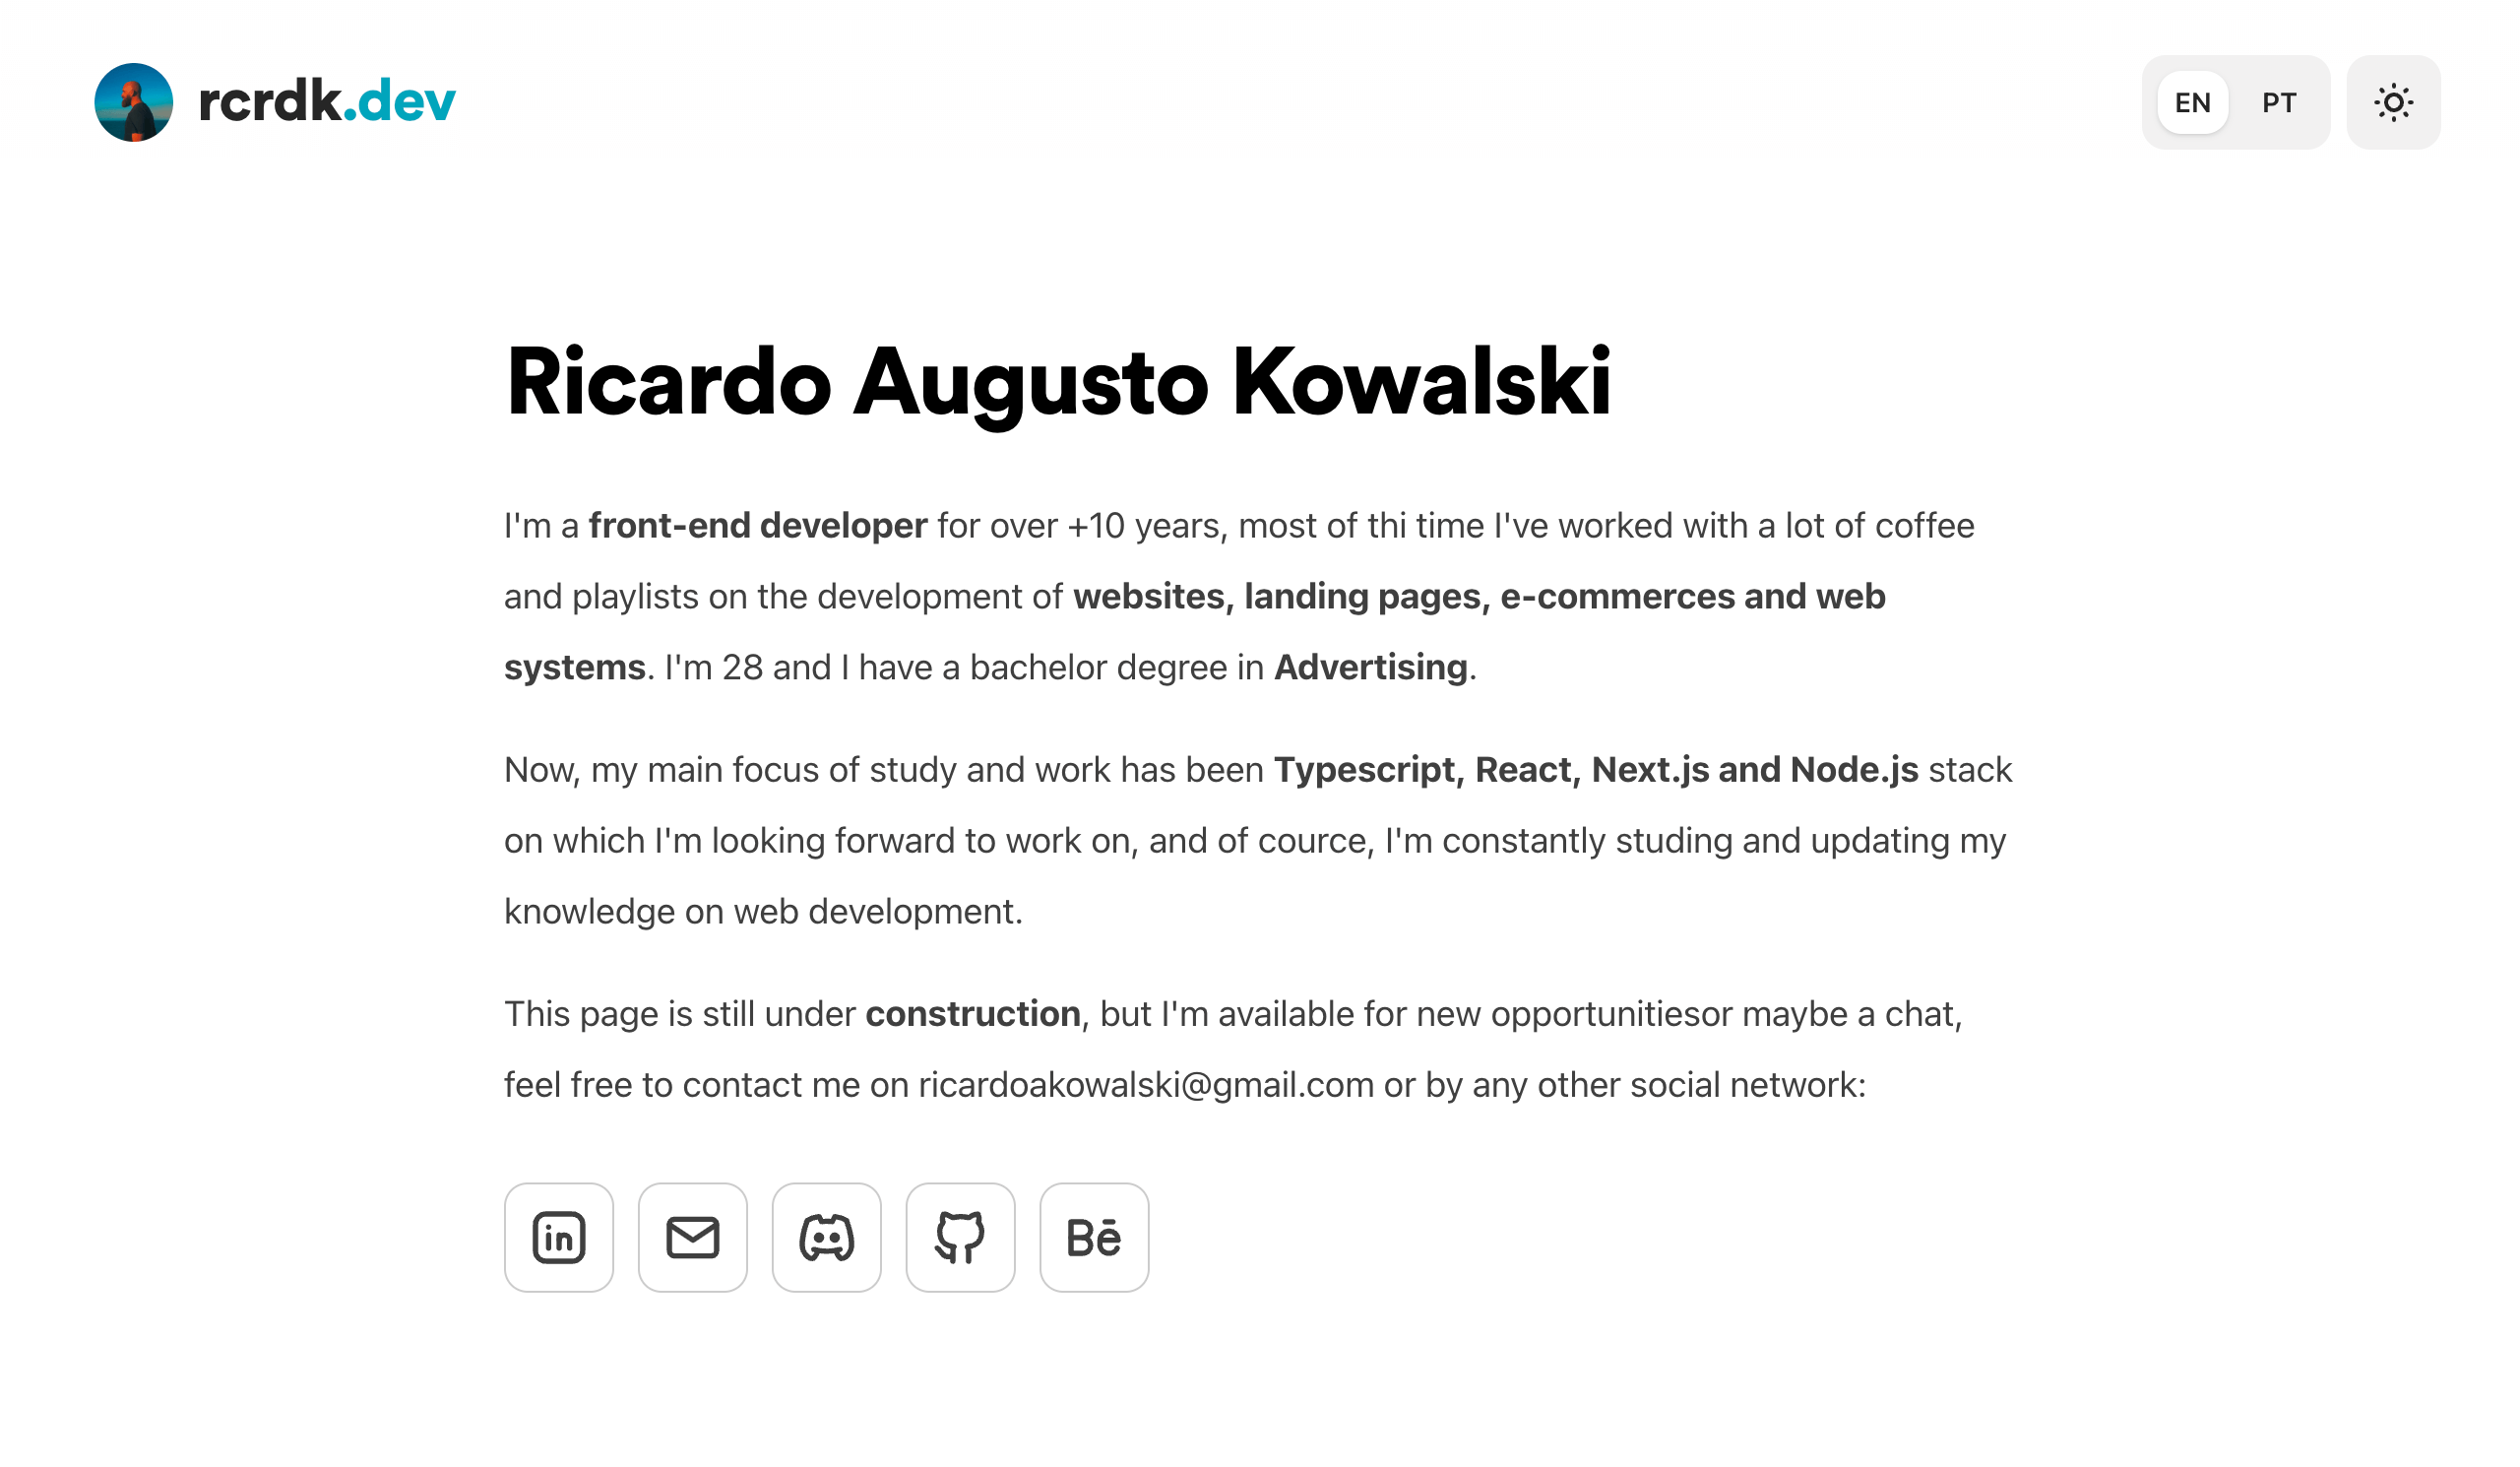 rcrdk.dev
EN PT
Ricardo Augusto Kowalski
I'm a front-end developer for over +10 years, most of thi time I've worked with a lot of coffee
and playlists on the development of websites, landing pages, e-commerces and web
systems. I'm 28 and I have a bachelor degree in Advertising.
Now, my main focus of study and work has been Typescript, React, Next.js and Node.js stack
on which I'm looking forward to work on, and of cource, I'm constantly studing and updating my
knowledge on web development.
This page is still under construction, but I'm available for new opportunitiesor maybe a chat,
feel free to contact me on ricardoakowalski@gmail.com or by any other social network:
in Bē